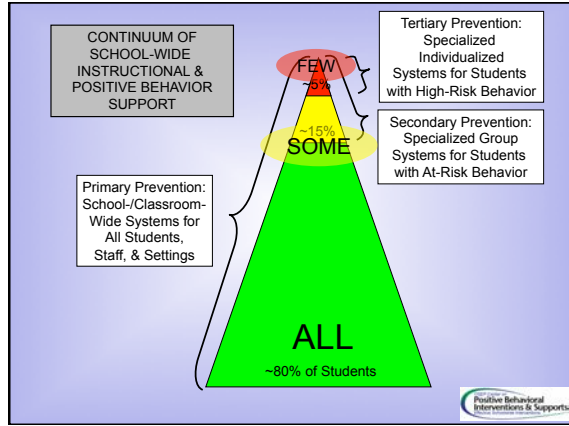 CONTINUUM OF
SCHOOL-WIDE
INSTRUCTIONAL &
POSITIVE BEHAVIOR
SUPPORT
FEW
~5%
Tertiary Prevention:
Specialized
Individualized
Systems for Students
with High-Risk Behavior
~15%
SOME
Secondary Prevention:
Specialized Group
Systems for Students
with At-Risk Behavior
Primary Prevention:
School-/Classroom-
Wide Systems for
All Students,
Staff, & Settings
ALL
~80% of Students
Positive Behavioral
Interventions & Supports